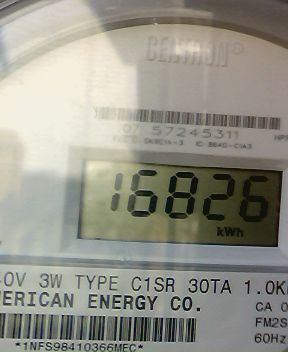 CENTRON®
07 57245311
16826
kWh
3W TYPE C1SR 30TA 1.0K
ERICAN ENERGY CO.
CA 0
FM2S
60Hz
*1NFS98410366MEC*